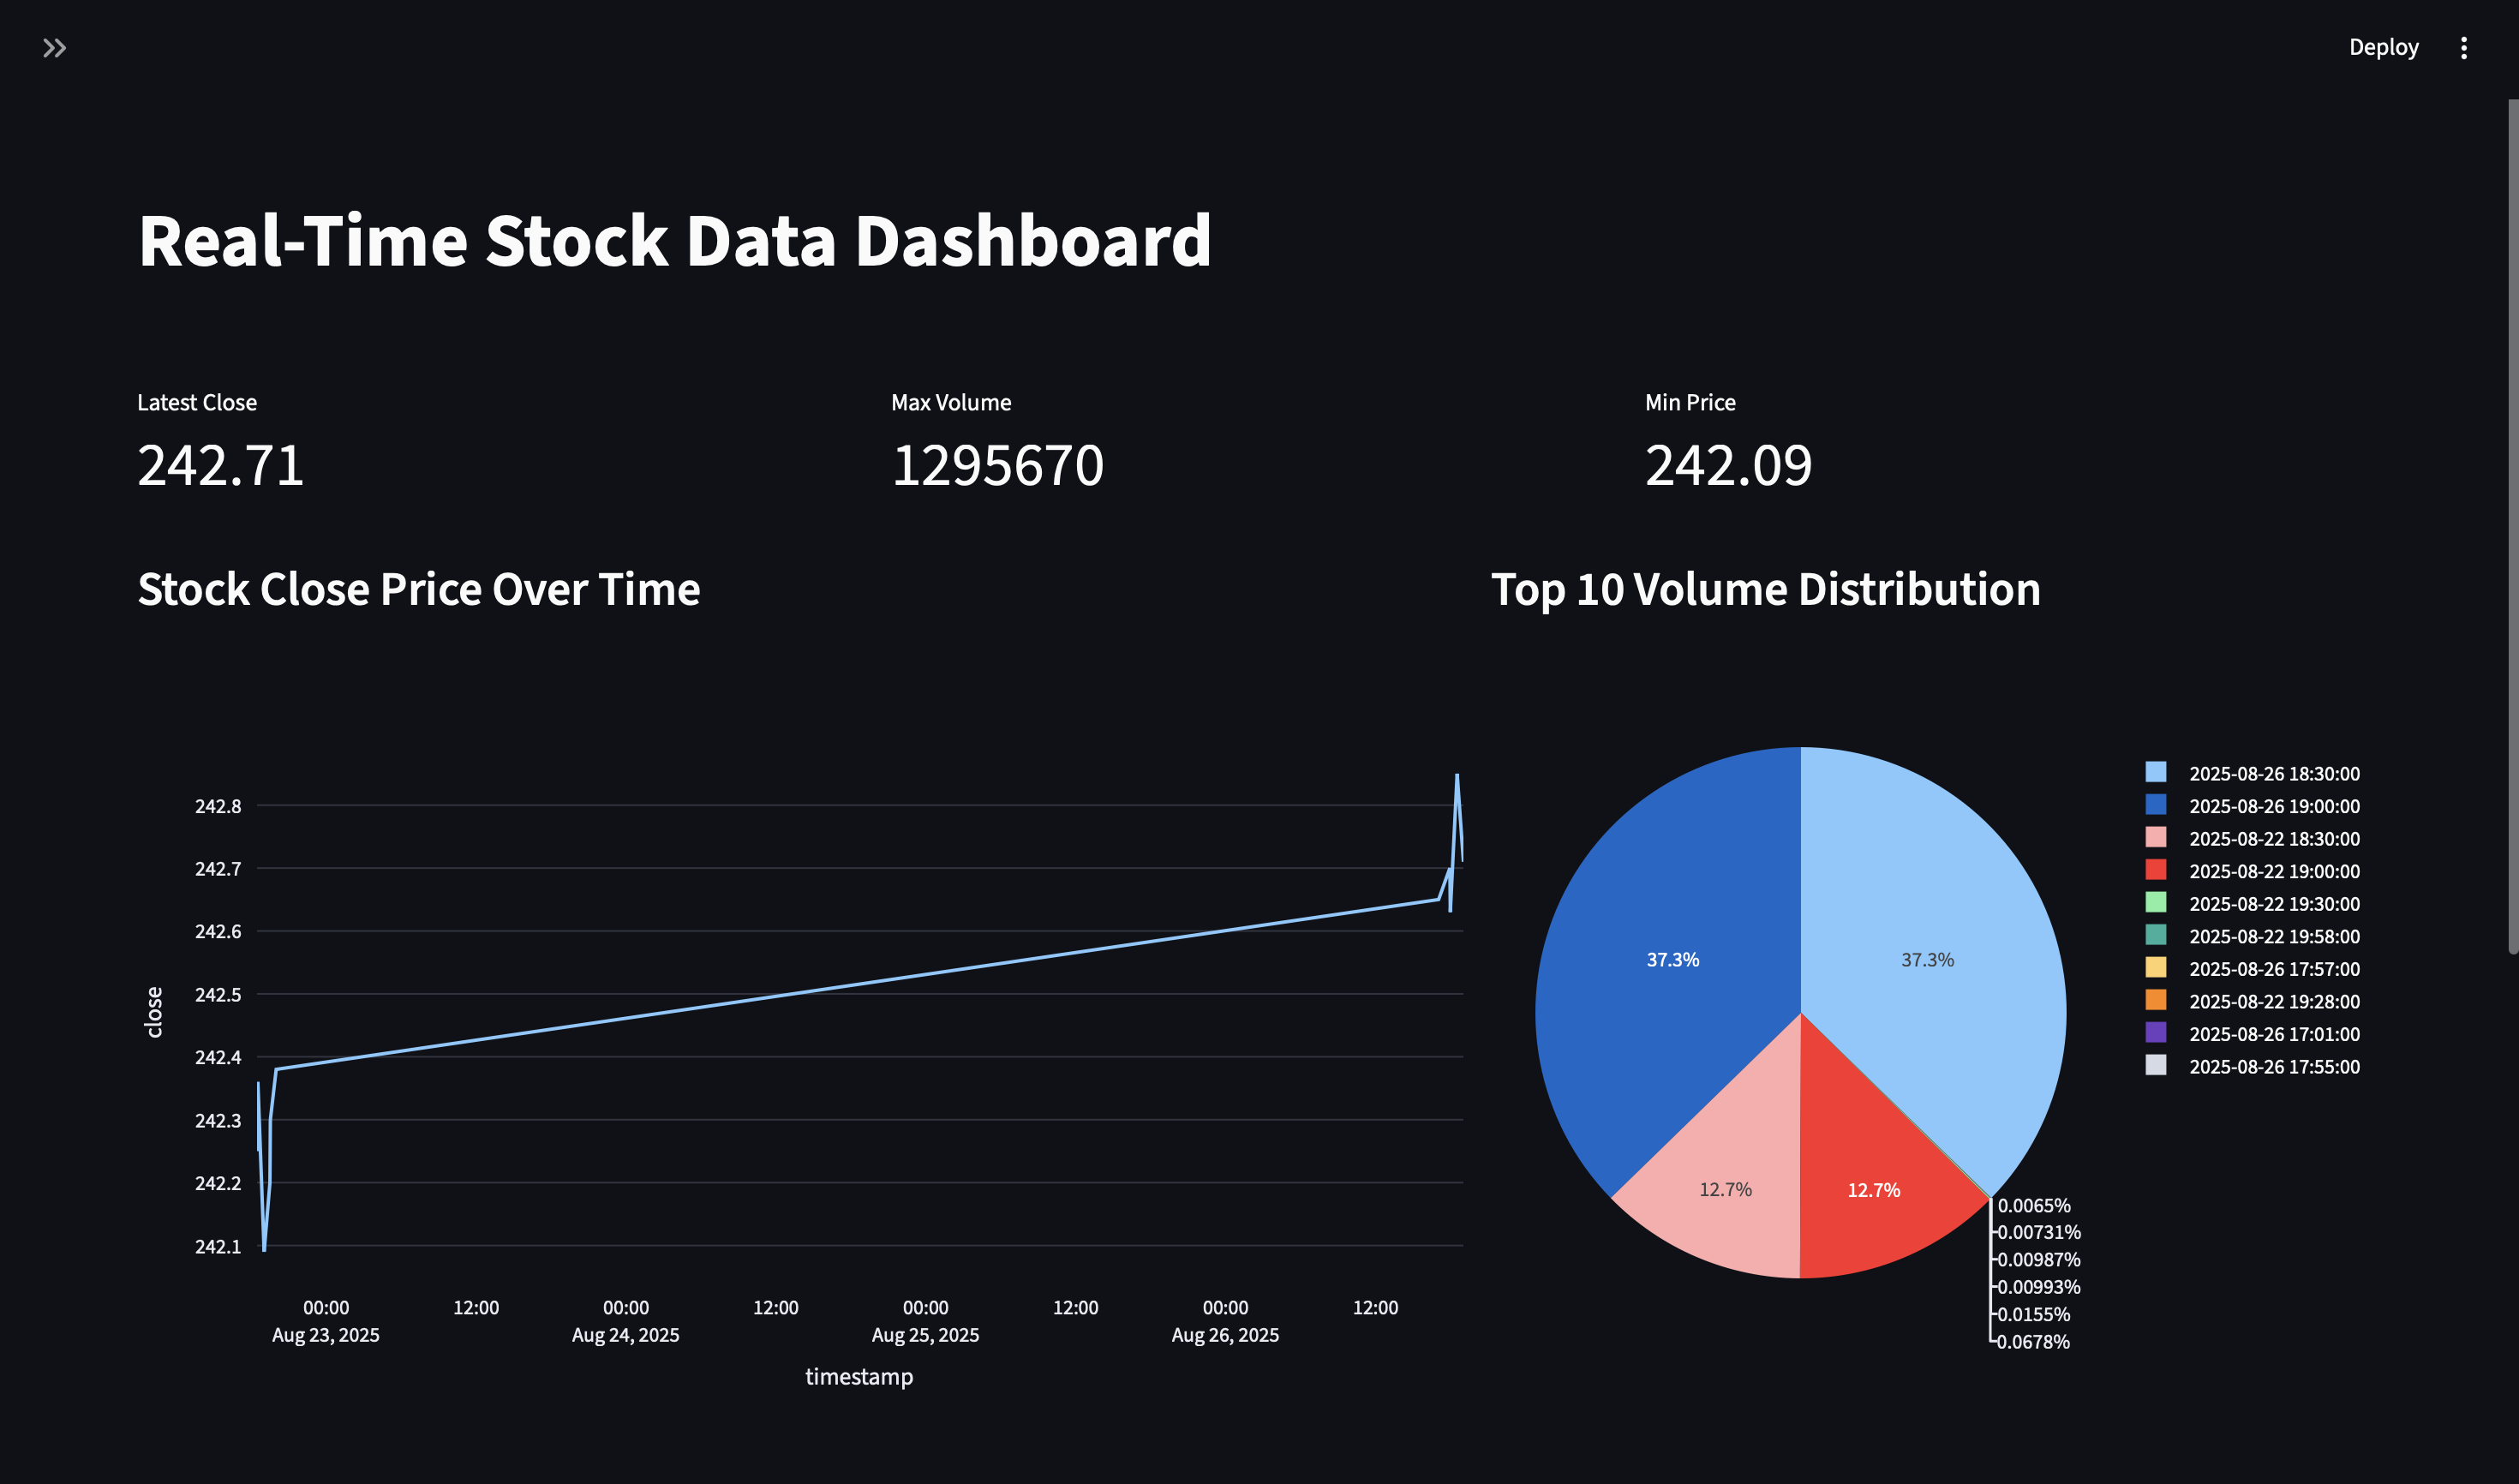 Deploy
Real-Time Stock Data Dashboard
Latest Close
242.71
Max Volume
1295670
Min Price
242.09
Stock Close Price Over Time
242.8
242.7
242.6
242.5
242.4
242.3
242.2
242.1
close
00:00 12:00 00:00 12:00 00:00 12:00 00:00 12:00
Aug 23, 2025 Aug 24, 2025 Aug 25, 2025 Aug 26, 2025
timestamp
Top 10 Volume Distribution
37.3%
37.3%
12.7%
12.7%
0.0065%
0.00731%
0.00987%
0.00993%
0.0155%
0.0678%
2025-08-26 18:30:00
2025-08-26 19:00:00
2025-08-22 18:30:00
2025-08-22 19:00:00
2025-08-22 19:30:00
2025-08-22 19:58:00
2025-08-26 17:57:00
2025-08-22 19:28:00
2025-08-26 17:01:00
2025-08-26 17:55:00